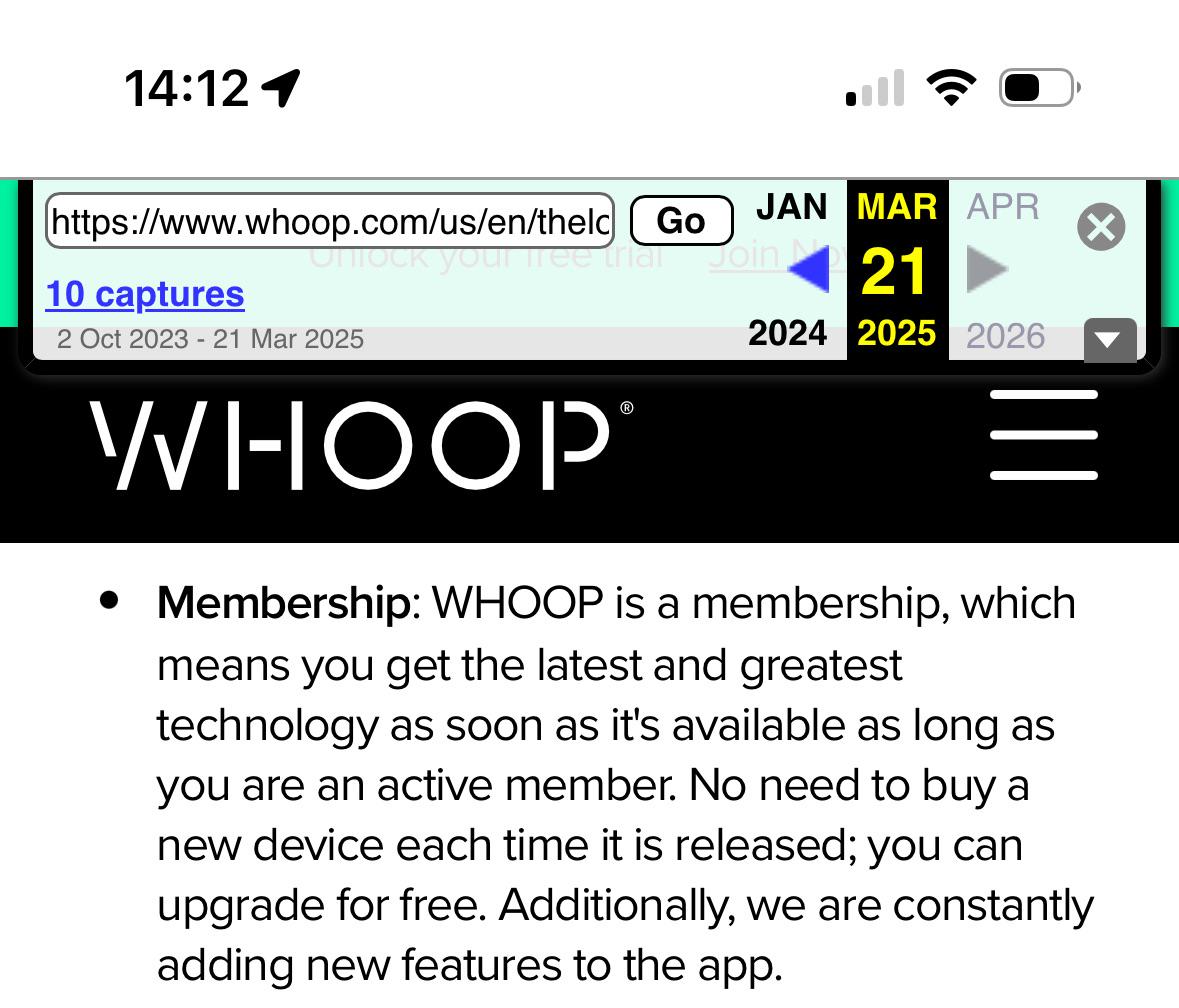 14:12
https://www.whoop.com/us/en/thelo
Go
JAN
MAR
APR
Unlock your free trial Join Now
10 captures
21
2 Oct 2023 - 21 Mar 2025
2024
2025
2026
WHOOP®
• Membership: WHOOP is a membership, which
means you get the latest and greatest
technology as soon as it's available as long as
you are an active member. No need to buy a
new device each time it is released; you can
upgrade for free. Additionally, we are constantly
adding new features to the app.